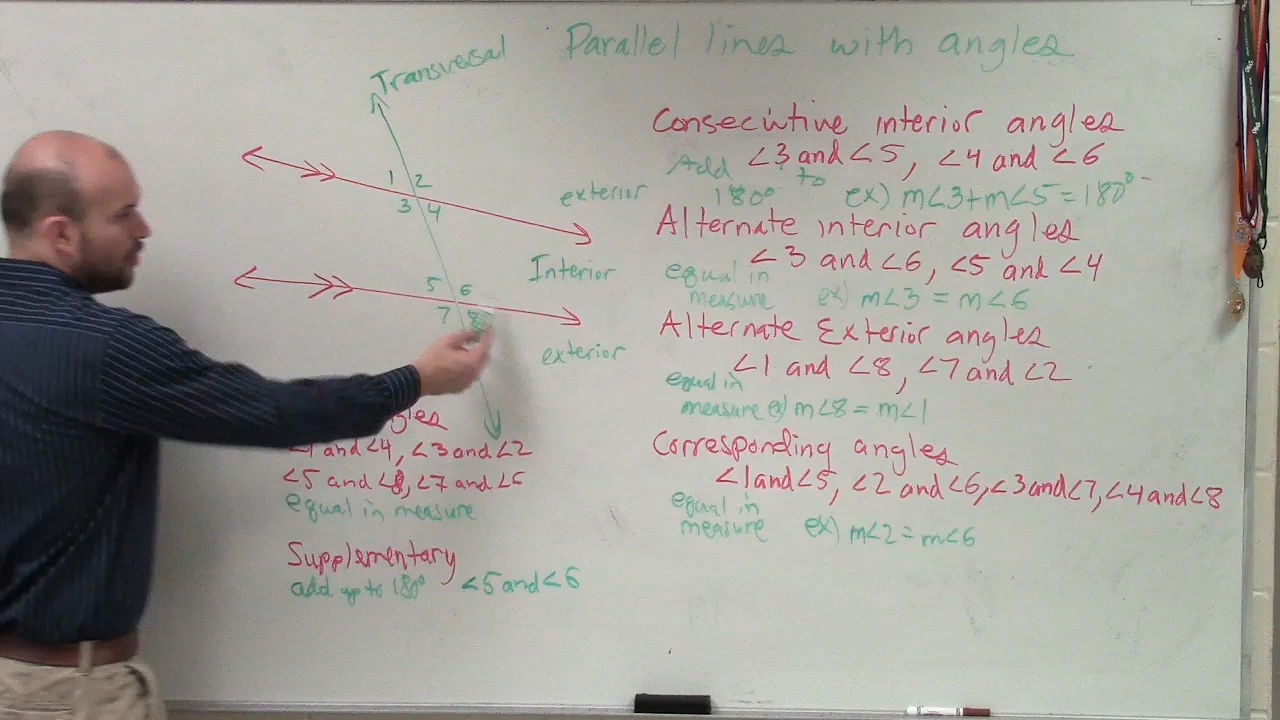 Parallel lines with angles
Transversal
1 2
3 4
5 6
7 8
exterior
Interior
exterior
Consecutive interior angles
∠3 and ∠5, ∠4 and ∠6
Add to
180° ex) m∠3+m∠5=180°
Alternate interior angles
∠3 and ∠6, ∠5 and ∠4
equal in
measure ex) m∠3 = m∠6
Alternate Exterior angles
∠1 and ∠8, ∠7 and ∠2
equal in
measure ex) m∠8 = m∠1
Corresponding angles
∠1 and ∠5, ∠2 and ∠6, ∠3 and ∠7, ∠4 and ∠8
equal in
measure ex) m∠2 = m∠6
∠1 and ∠4, ∠3 and ∠2
∠5 and ∠8, ∠7 and ∠6
equal in measure
Supplementary
add up to 180° ∠5 and ∠6